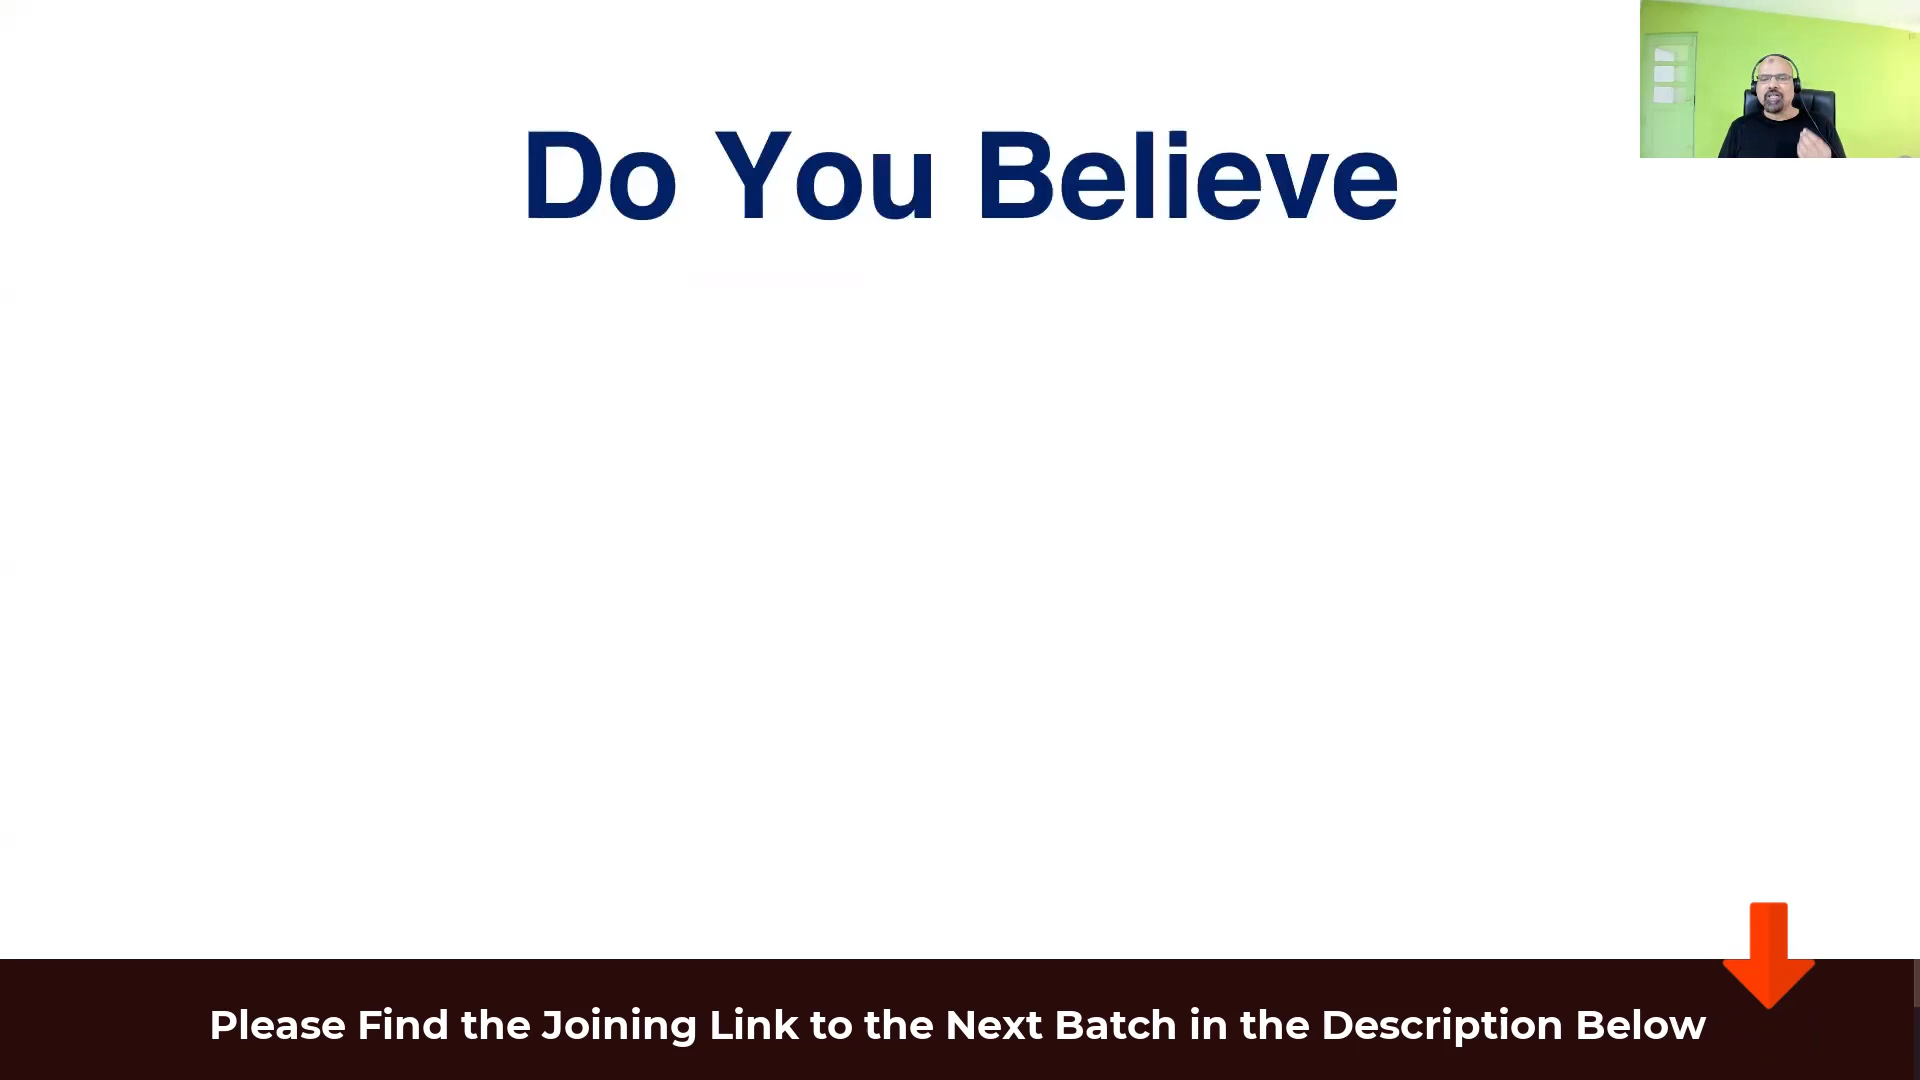 Do You Believe
Please Find the Joining Link to the Next Batch in the Description Below